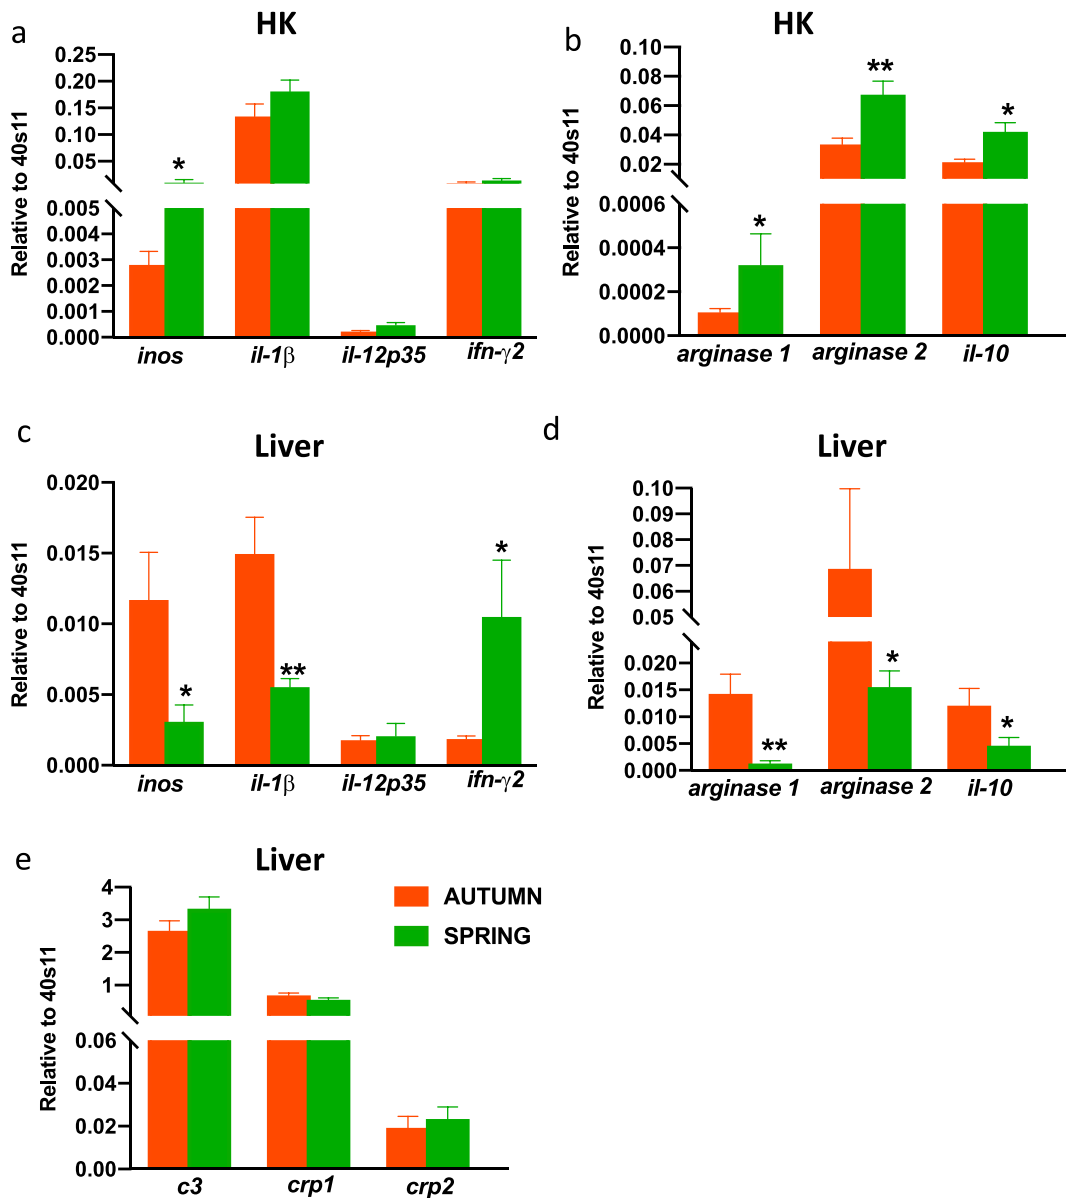 a
HK
Relative to 40s11
0.25
0.20
0.15
0.10
0.05
0.005
0.004
0.003
0.002
0.001
0.000
*
inos
il-1β
il-12p35
ifn-γ2
b
HK
Relative to 40s11
0.10
0.08
0.06
0.04
0.02
0.0006
0.0004
0.0002
0.0000
*
**
*
arginase 1
arginase 2
il-10
c
Liver
Relative to 40s11
0.020
0.015
0.010
0.005
0.000
*
**
*
inos
il-1β
il-12p35
ifn-γ2
d
Liver
Relative to 40s11
0.10
0.09
0.08
0.07
0.06
0.05
0.020
0.015
0.010
0.005
0.000
**
*
*
arginase 1
arginase 2
il-10
e
Liver
Relative to 40s11
4
3
2
1
0.06
0.04
0.02
0.00
AUTUMN
SPRING
c3
crp1
crp2